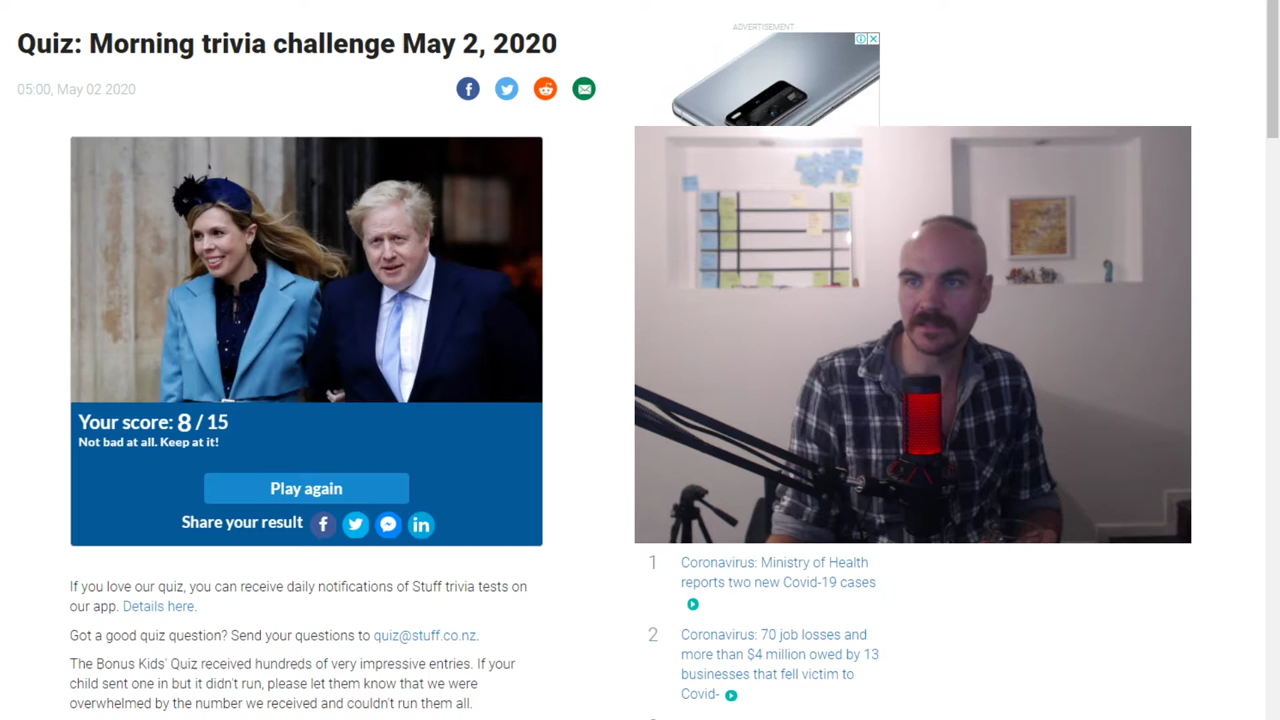 Quiz: Morning trivia challenge May 2, 2020
05:00, May 02 2020
ADVERTISEMENT
Your score: 8 / 15
Not bad at all. Keep at it!
Play again
Share your result
If you love our quiz, you can receive daily notifications of Stuff trivia tests on
our app. Details here.
Got a good quiz question? Send your questions to quiz@stuff.co.nz.
The Bonus Kids' Quiz received hundreds of very impressive entries. If your
child sent one in but it didn't run, please let them know that we were
overwhelmed by the number we received and couldn't run them all.
1
Coronavirus: Ministry of Health
reports two new Covid-19 cases
2
Coronavirus: 70 job losses and
more than $4 million owed by 13
businesses that fell victim to
Covid-